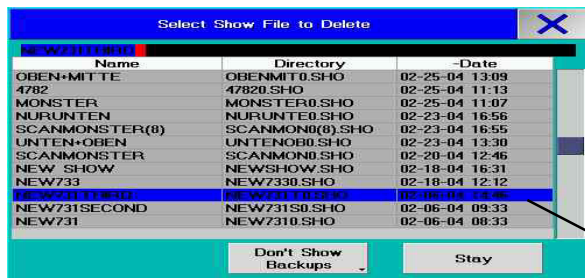 Select Show File to Delete
NEW731THIRD
Name Directory -Date
OBEN+MITTE OBENMIT0.SHO 02-25-04 13:09
4782 47820.SHO 02-25-04 11:13
MONSTER MONSTER0.SHO 02-25-04 11:07
NURUNTEN NURUNTE0.SHO 02-23-04 16:56
SCANMONSTER(8) SCANMON0(8).SHO 02-23-04 16:55
UNTEN+OBEN UNTENOB0.SHO 02-23-04 13:30
SCANMONSTER SCANMON0.SHO 02-20-04 12:46
NEW SHOW NEWSHOW.SHO 02-18-04 16:31
NEW733 NEW7330.SHO 02-18-04 12:12
NEW731THIRD 02-06-04
NEW731SECOND NEW731S0.SHO 02-06-04 09:33
NEW731 NEW7310.SHO 02-06-04 08:33
Don't Show
Backups
Stay